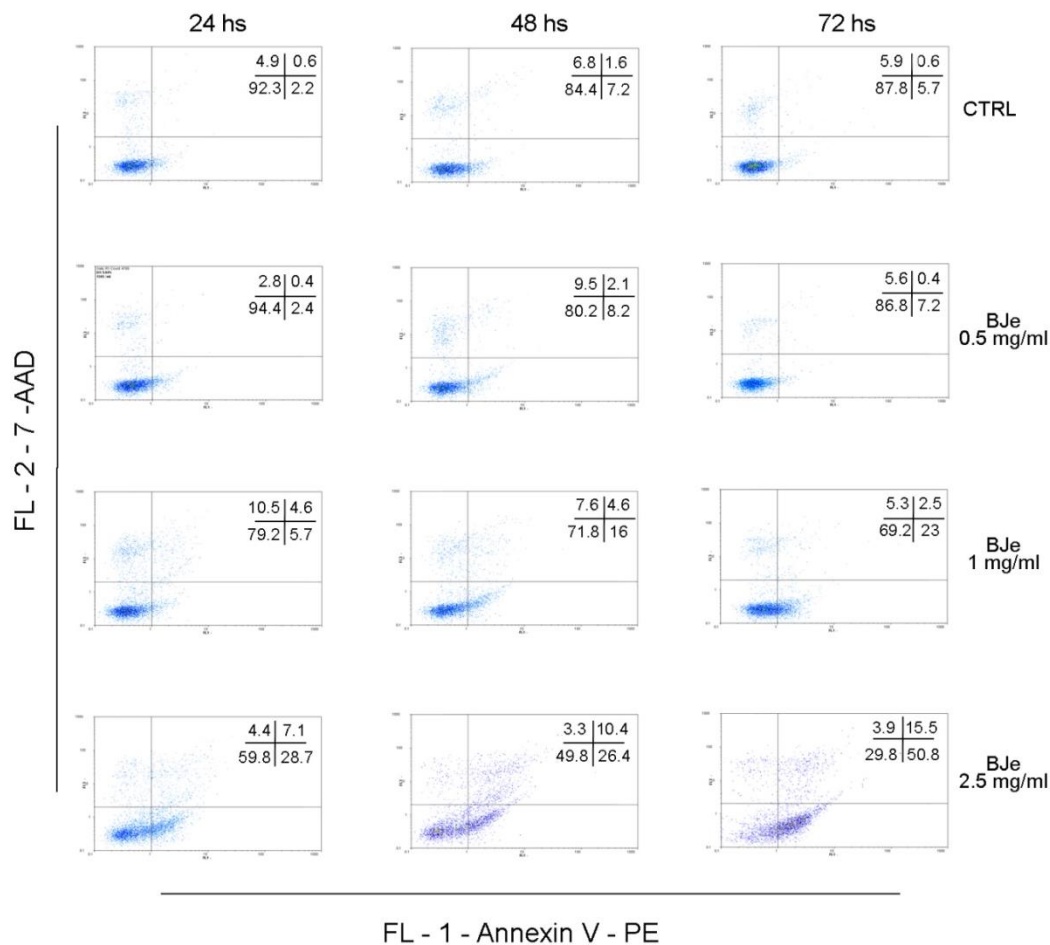 24 hs 48 hs 72 hs
4.9 0.6 6.8 1.6 5.9 0.6
92.3 2.2 84.4 7.2 87.8 5.7
CTRL
2.8 0.4 9.5 2.1 5.6 0.4
94.4 2.4 80.2 8.2 86.8 7.2
BJe
0.5 mg/ml
10.5 4.6 7.6 4.6 5.3 2.5
79.2 5.7 71.8 16 69.2 23
BJe
1 mg/ml
4.4 7.1 3.3 10.4 3.9 15.5
59.8 28.7 49.8 26.4 29.8 50.8
BJe
2.5 mg/ml
FL - 2 - 7 -AAD
FL - 1 - Annexin V - PE